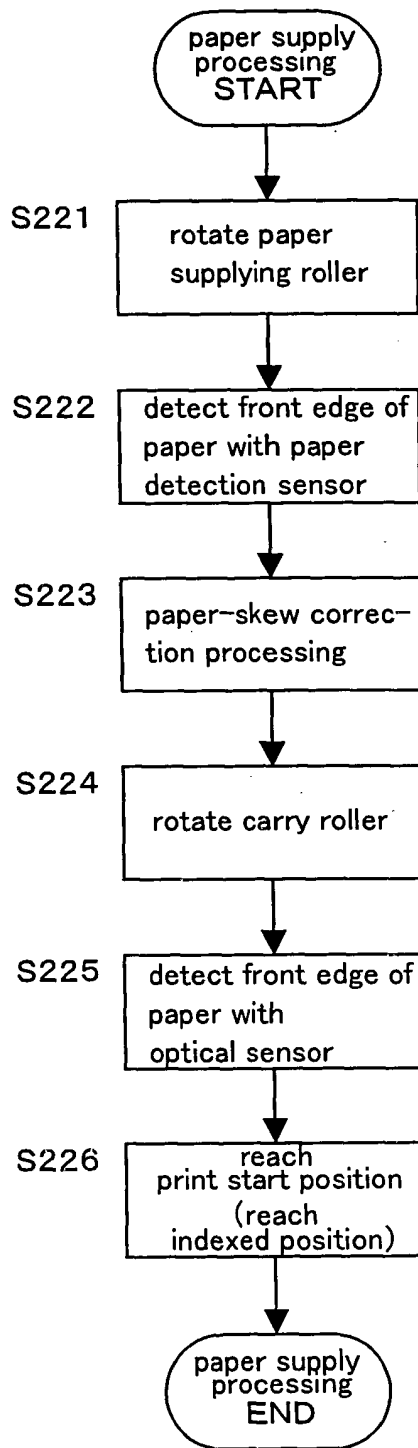 paper supply
processing
START
S221
rotate paper
supplying roller
S222
detect front edge of
paper with paper
detection sensor
S223
paper-skew correc-
tion processing
S224
rotate carry roller
S225
detect front edge of
paper with
optical sensor
S226
reach
print start position
(reach
indexed position)
paper supply
processing
END